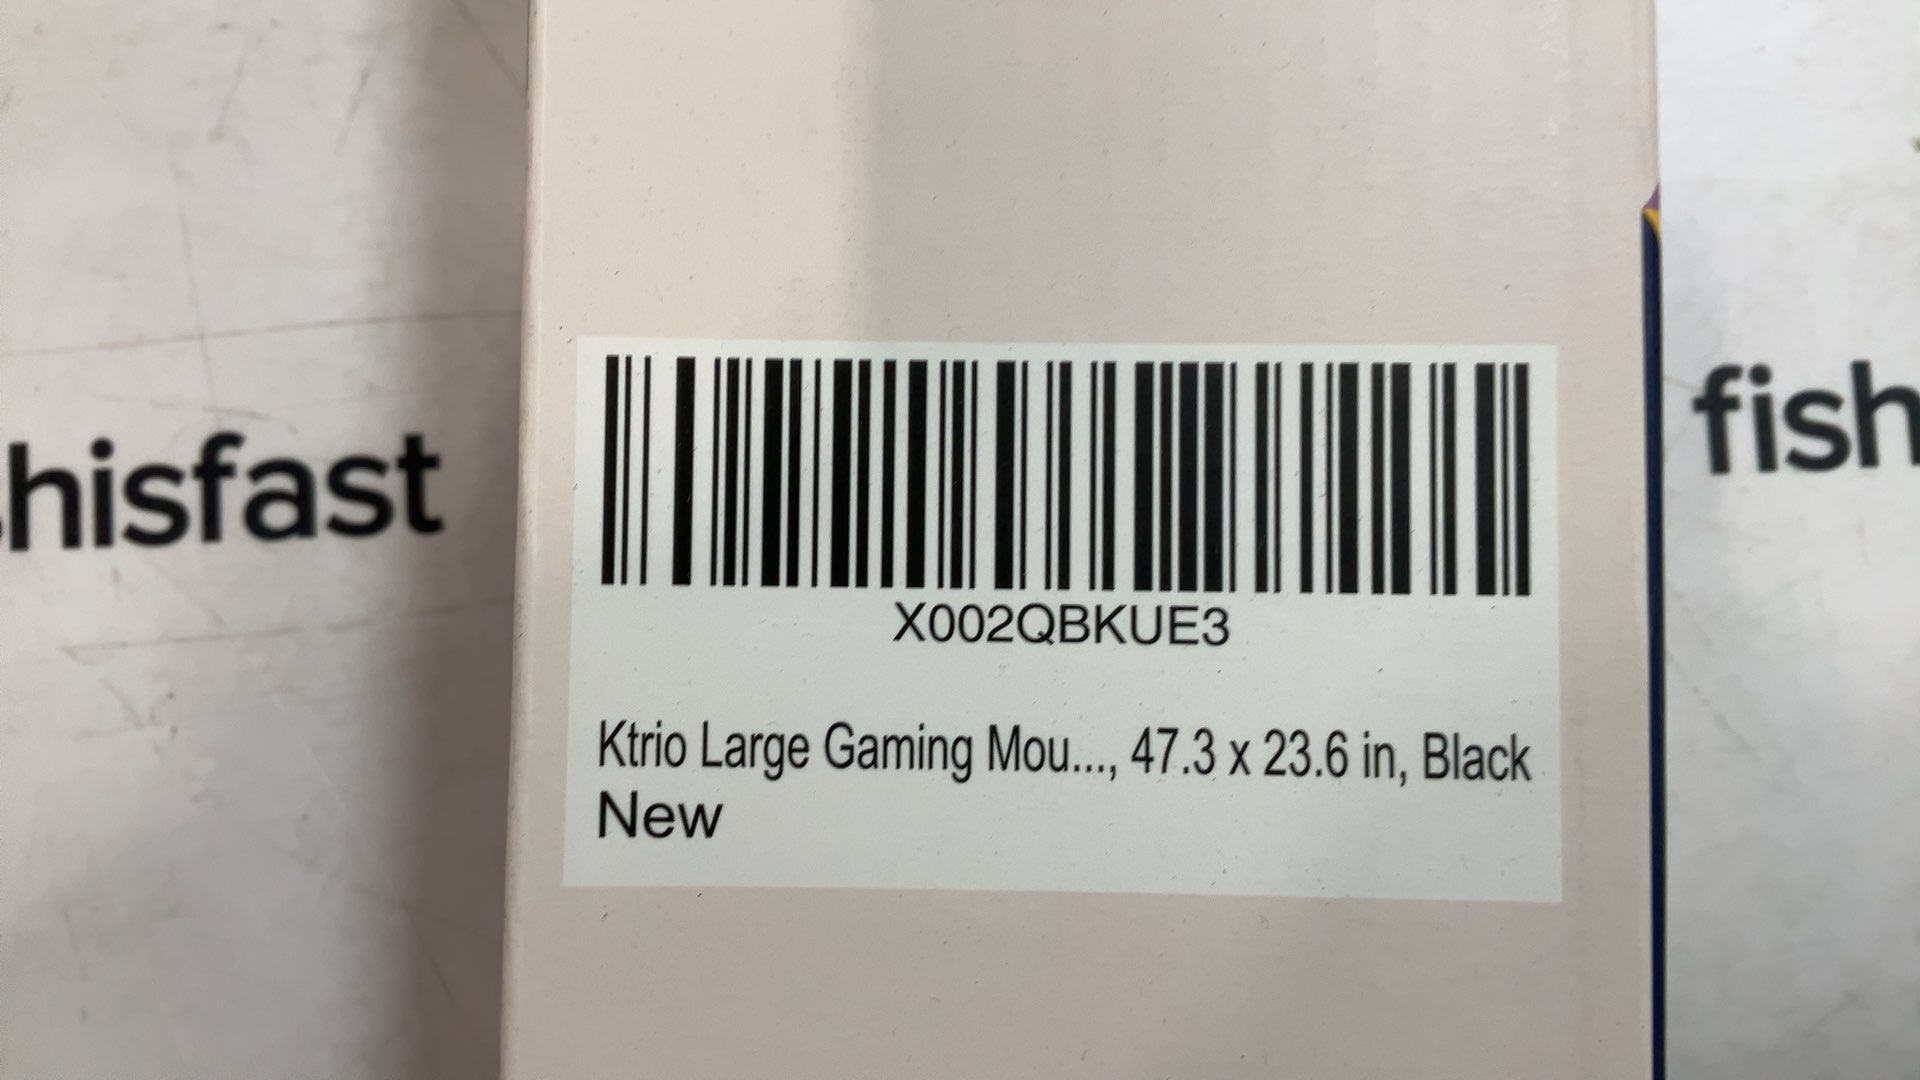 hisfast
fish
X002QBKUE3
Ktrio Large Gaming Mou..., 47.3 x 23.6 in, Black
New